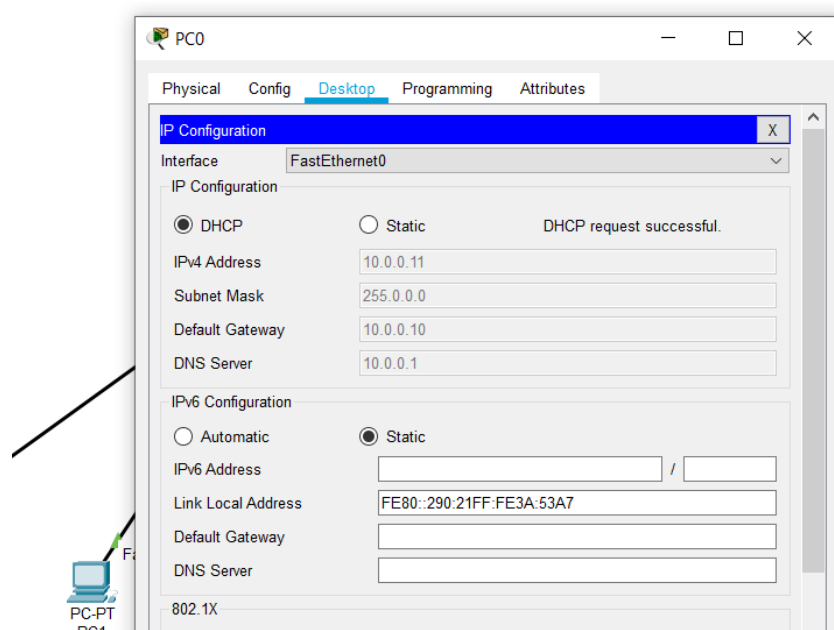 PC0
Physical Config Desktop Programming Attributes
IP Configuration X
Interface FastEthernet0
IP Configuration
DHCP Static DHCP request successful.
IPv4 Address 10.0.0.11
Subnet Mask 255.0.0.0
Default Gateway 10.0.0.10
DNS Server 10.0.0.1
IPv6 Configuration
Automatic Static
IPv6 Address /
Link Local Address FE80::290:21FF:FE3A:53A7
Default Gateway
DNS Server
802.1X
Fa
PC-PT